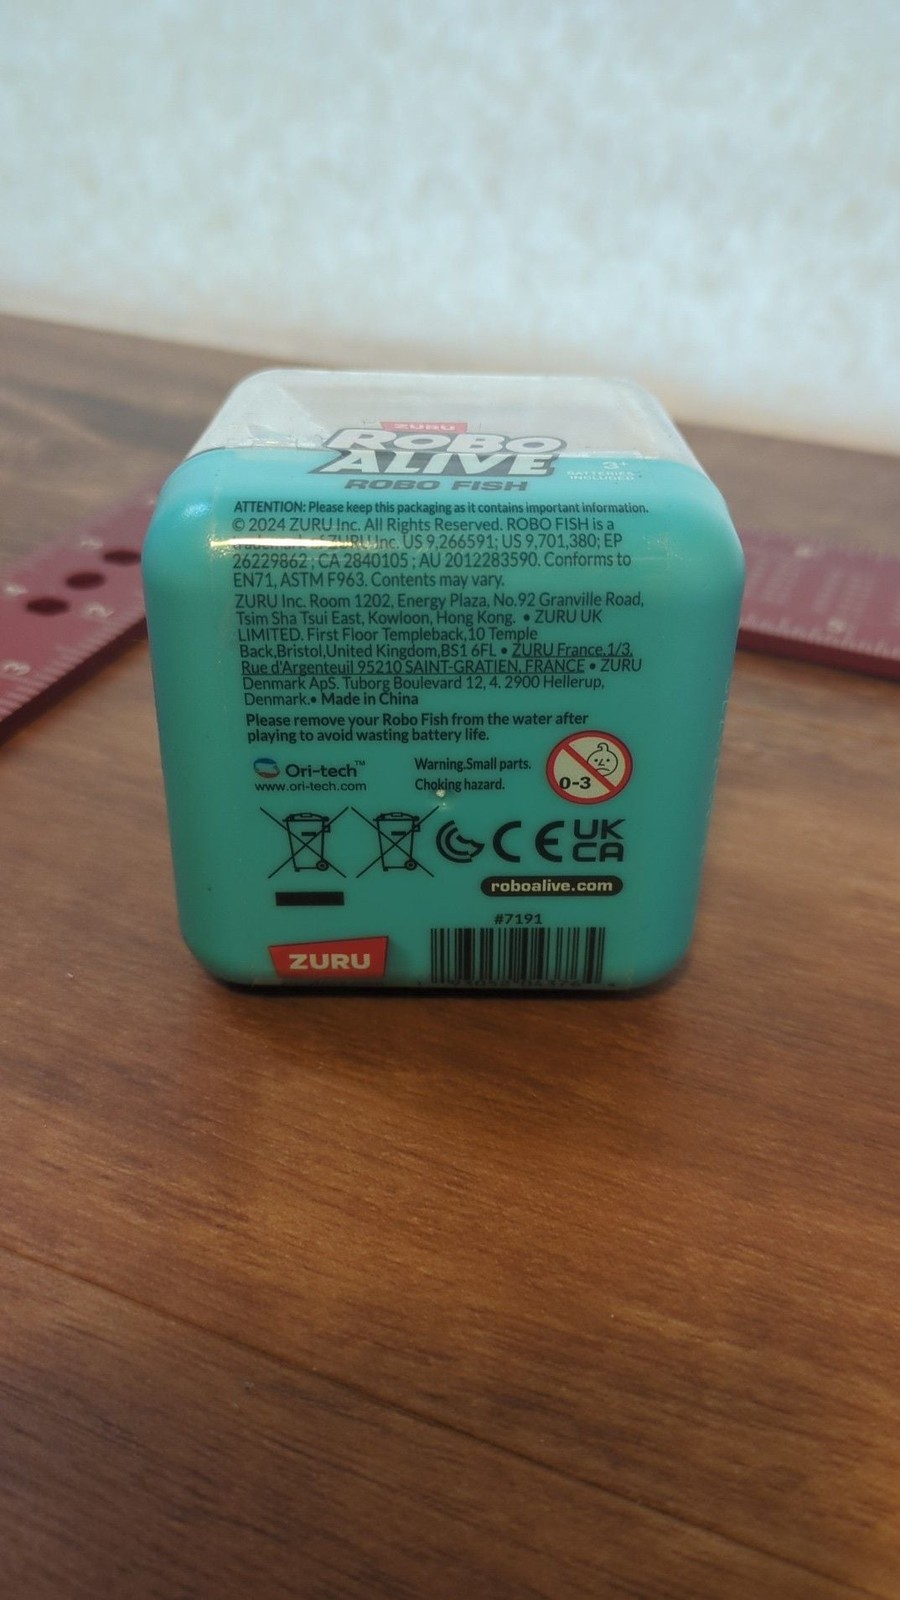 ZURU
ROBO
ALIVE
ROBO FISH
3+
BATTERIES
INCLUDED
ATTENTION: Please keep this packaging as it contains important information.
© 2024 ZURU Inc. All Rights Reserved. ROBO FISH is a
trademark of ZURU Inc. US 9,266591; US 9,701,380; EP
26229862 ; CA 2840105 ; AU 2012283590. Conforms to
EN71, ASTM F963. Contents may vary.
ZURU Inc. Room 1202, Energy Plaza, No.92 Granville Road,
Tsim Sha Tsui East, Kowloon, Hong Kong. • ZURU UK
LIMITED. First Floor Templeback,10 Temple
Back,Bristol,United Kingdom,BS1 6FL • ZURU France,1/3,
Rue d'Argenteuil 95210 SAINT-GRATIEN, FRANCE • ZURU
Denmark ApS. Tuborg Boulevard 12, 4. 2900 Hellerup,
Denmark.• Made in China
Please remove your Robo Fish from the water after
playing to avoid wasting battery life.
Ori-tech™
www.ori-tech.com
Warning.Small parts.
Choking hazard.
0-3
CE
UK
CA
roboalive.com
#7191
ZURU
3
2
3